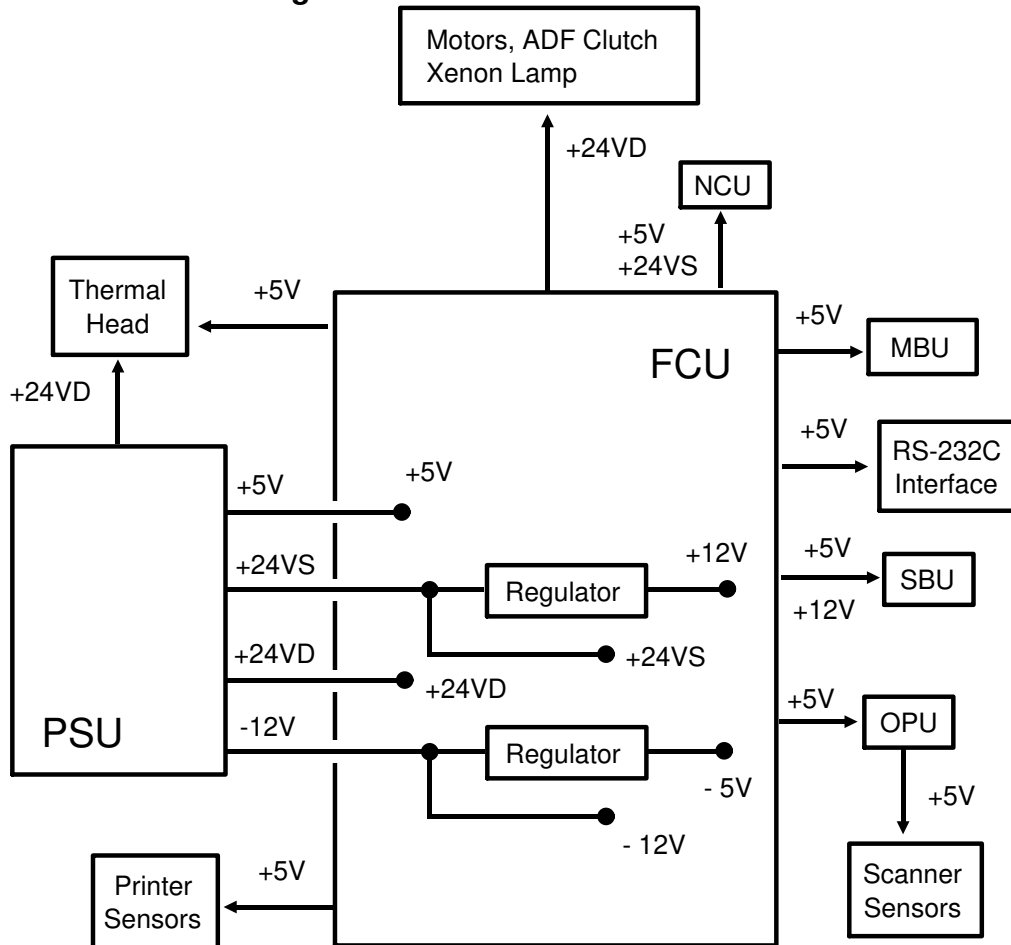 Motors, ADF Clutch
Xenon Lamp
+24VD
NCU
+5V
+24VS
Thermal
Head
+5V
+24VD
FCU
+5V
MBU
+5V
RS-232C
Interface
+5V
+5V
+24VS
Regulator
+12V
+5V
+12V
SBU
+24VS
+24VD
+24VD
PSU
-12V
Regulator
- 5V
- 12V
+5V
OPU
+5V
Scanner
Sensors
Printer
Sensors
+5V